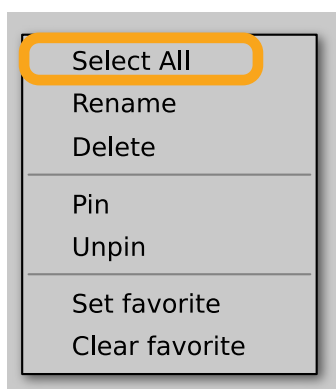 Select All
Rename
Delete
Pin
Unpin
Set favorite
Clear favorite